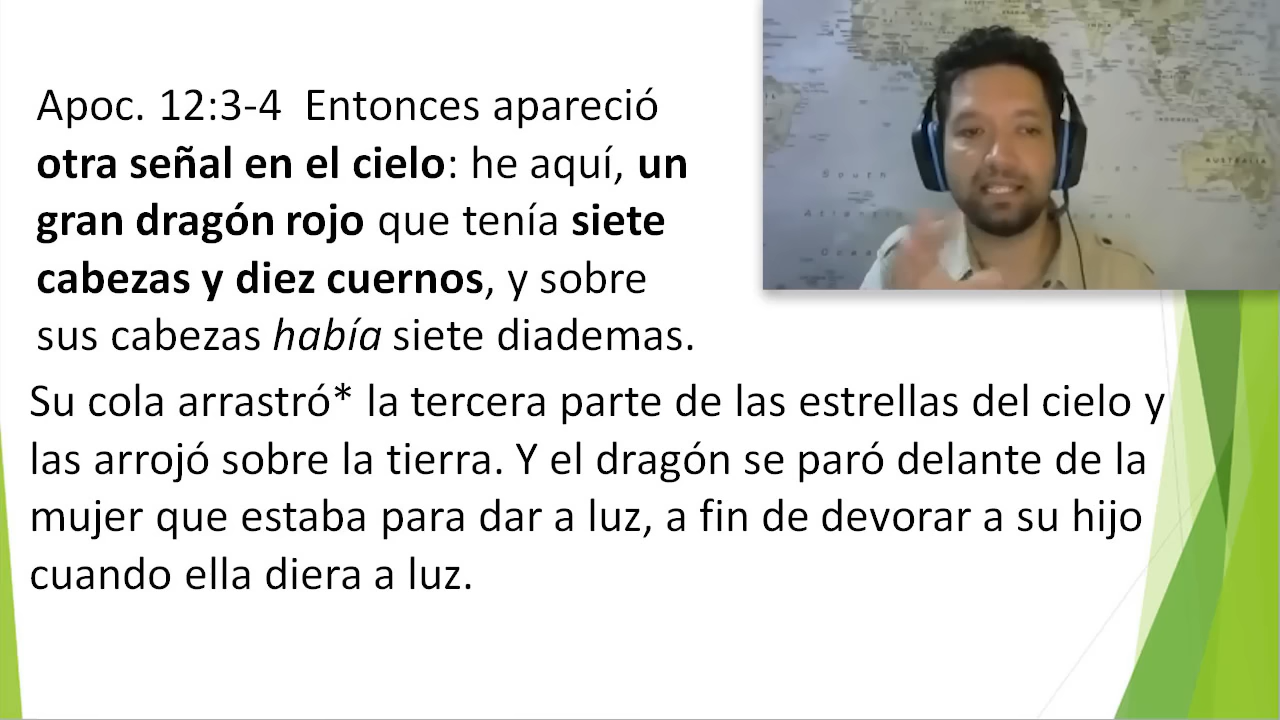 Apoc. 12:3-4 Entonces apareció
otra señal en el cielo: he aquí, un
gran dragón rojo que tenía siete
cabezas y diez cuernos, y sobre
sus cabezas había siete diademas.
Su cola arrastró* la tercera parte de las estrellas del cielo y
las arrojó sobre la tierra. Y el dragón se paró delante de la
mujer que estaba para dar a luz, a fin de devorar a su hijo
cuando ella diera a luz.
AUSTRALIA
South